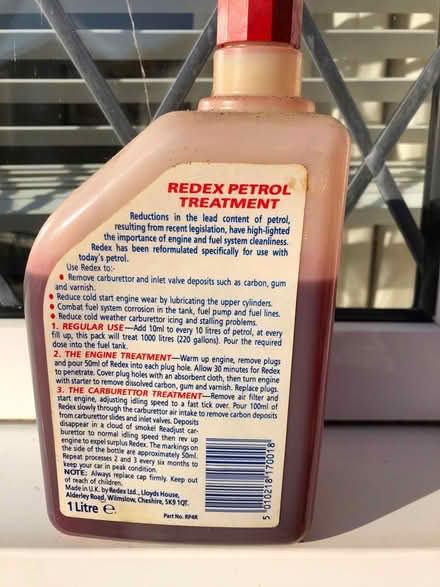 REDEX PETROL
TREATMENT
Reductions in the lead content of petrol,
resulting from recent legislation, have high-lighted
the importance of engine and fuel system cleanliness.
Redex has been reformulated specifically for use with
today's petrol.
Use Redex to:-
• Remove carburettor and inlet valve deposits such as carbon, gum
and varnish.
• Reduce cold start engine wear by lubricating the upper cylinders.
• Combat fuel system corrosion in the tank, fuel pump and fuel lines.
• Reduce cold weather carburettor icing and stalling problems.
1. REGULAR USE—Add 10ml to every 10 litres of petrol, at every
fill up, this pack will treat 1000 litres (220 gallons). Pour the required
dose into the fuel tank.
2. THE ENGINE TREATMENT—Warm up engine, remove plugs
and pour 50ml of Redex into each plug hole. Allow 30 minutes for Redex
to penetrate. Cover plug holes with an absorbent cloth, then turn engine
with starter to remove dissolved carbon, gum and varnish. Replace plugs.
3. THE CARBURETTOR TREATMENT—Remove air filter and
start engine, adjusting idling speed to a fast tick over. Pour 100ml of
Redex slowly through the carburettor air intake to remove carbon deposits
from carburettor slides and inlet valves. Deposits
disappear in a cloud of smoke! Readjust car-
burettor to normal idling speed then rev up
engine to expel surplus Redex. The markings on
the side of the bottle are approximately 50ml.
Repeat processes 2 and 3 every six months to
keep your car in peak condition.
NOTE: Always replace cap firmly. Keep out
of reach of children.
Made in U.K. by Redex Ltd., Lloyds House,
Alderley Road, Wilmslow, Cheshire, SK9 1QT.
1 Litre e
Part No. RP4R
5 010218 170018